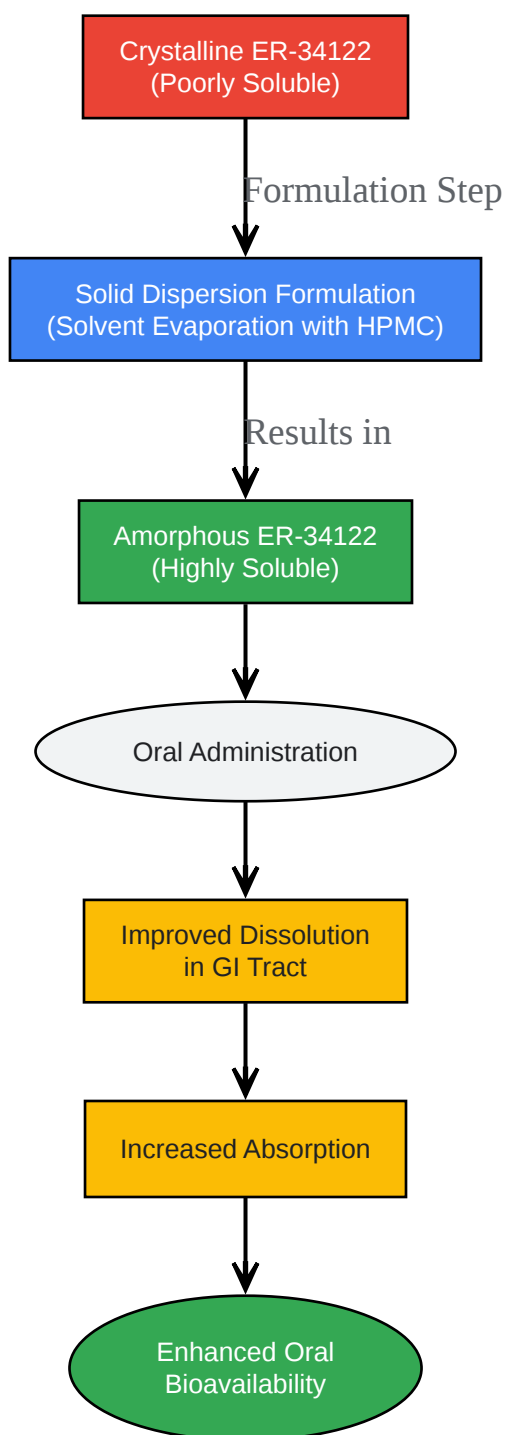 Crystalline ER-34122
(Poorly Soluble)
Formulation Step
Solid Dispersion Formulation
(Solvent Evaporation with HPMC)
Results in
Amorphous ER-34122
(Highly Soluble)
Oral Administration
Improved Dissolution
in GI Tract
Increased Absorption
Enhanced Oral
Bioavailability